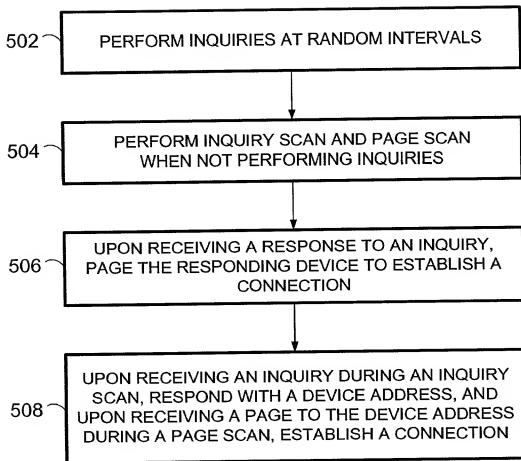 502
PERFORM INQUIRIES AT RANDOM INTERVALS
504
PERFORM INQUIRY SCAN AND PAGE SCAN
WHEN NOT PERFORMING INQUIRIES
506
UPON RECEIVING A RESPONSE TO AN INQUIRY,
PAGE THE RESPONDING DEVICE TO ESTABLISH A
CONNECTION
508
UPON RECEIVING AN INQUIRY DURING AN INQUIRY
SCAN, RESPOND WITH A DEVICE ADDRESS, AND
UPON RECEIVING A PAGE TO THE DEVICE ADDRESS
DURING A PAGE SCAN, ESTABLISH A CONNECTION